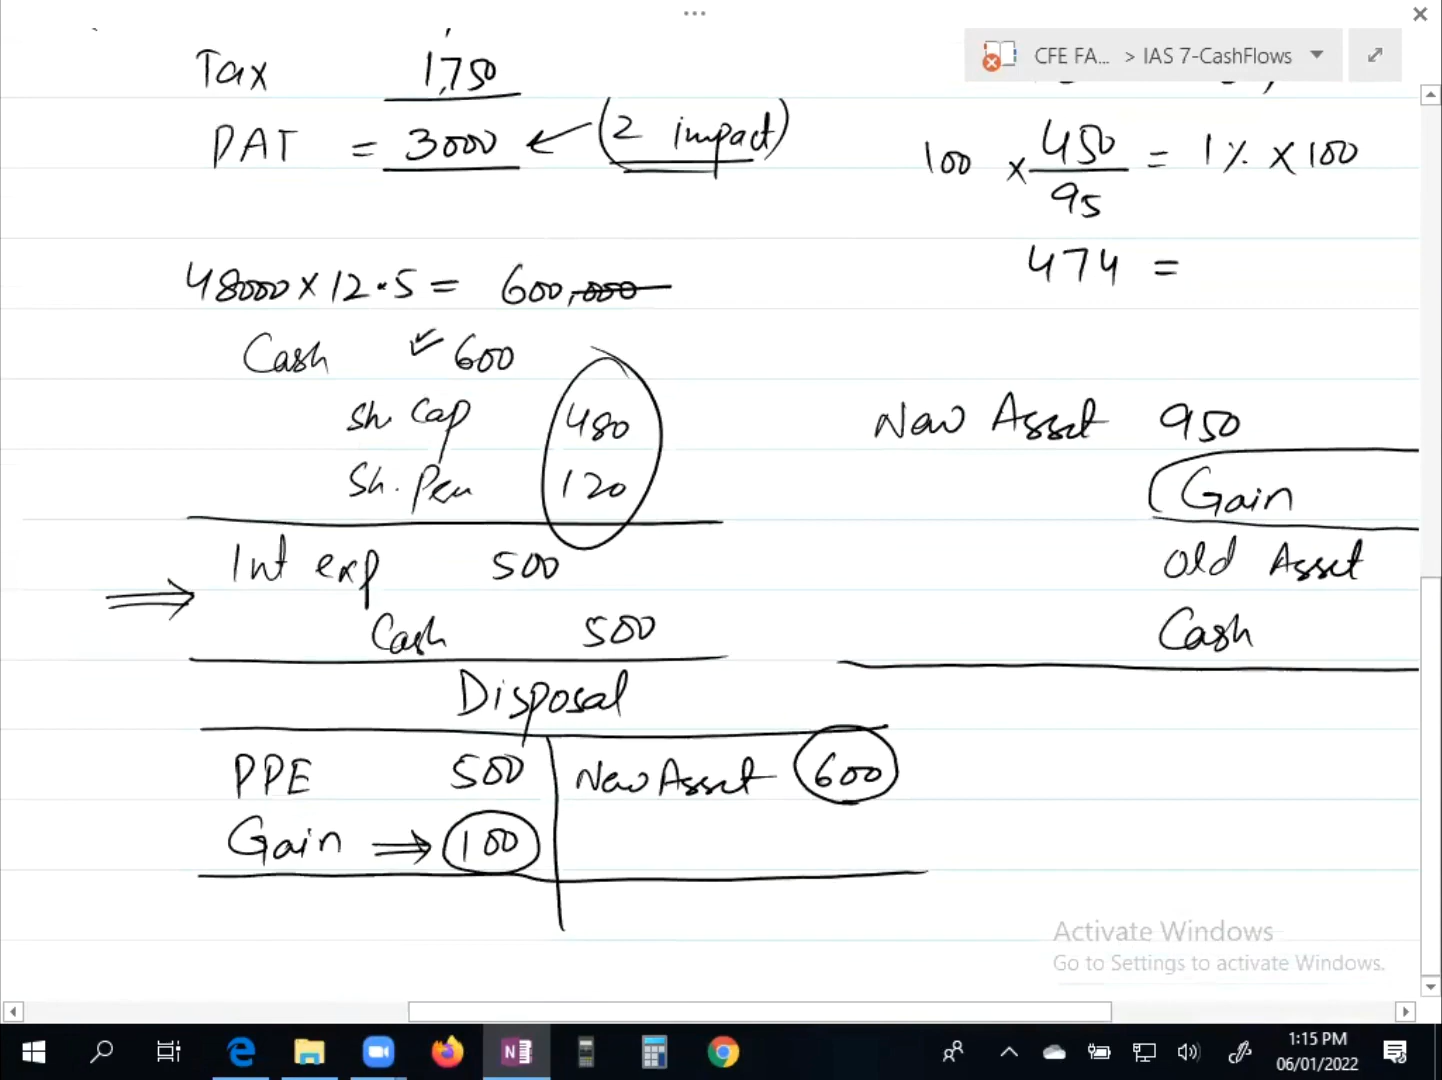 CFE FA... > IAS 7-CashFlows
Tax 1,750
PAT = 3000 ← (2 impact)
100 × 450/95 = 1% × 100
474 =
48000 × 12.5 = 600,000
Cash 600
Sh. Cap 480
Sh. Pem 120
Int exp 500
Cash 500
New Asset 950
Gain
Old Asset
Cash
Disposal
PPE 500 New Asset 600
Gain ⇒ 100
Activate Windows
Go to Settings to activate Windows.
1:15 PM
06/01/2022